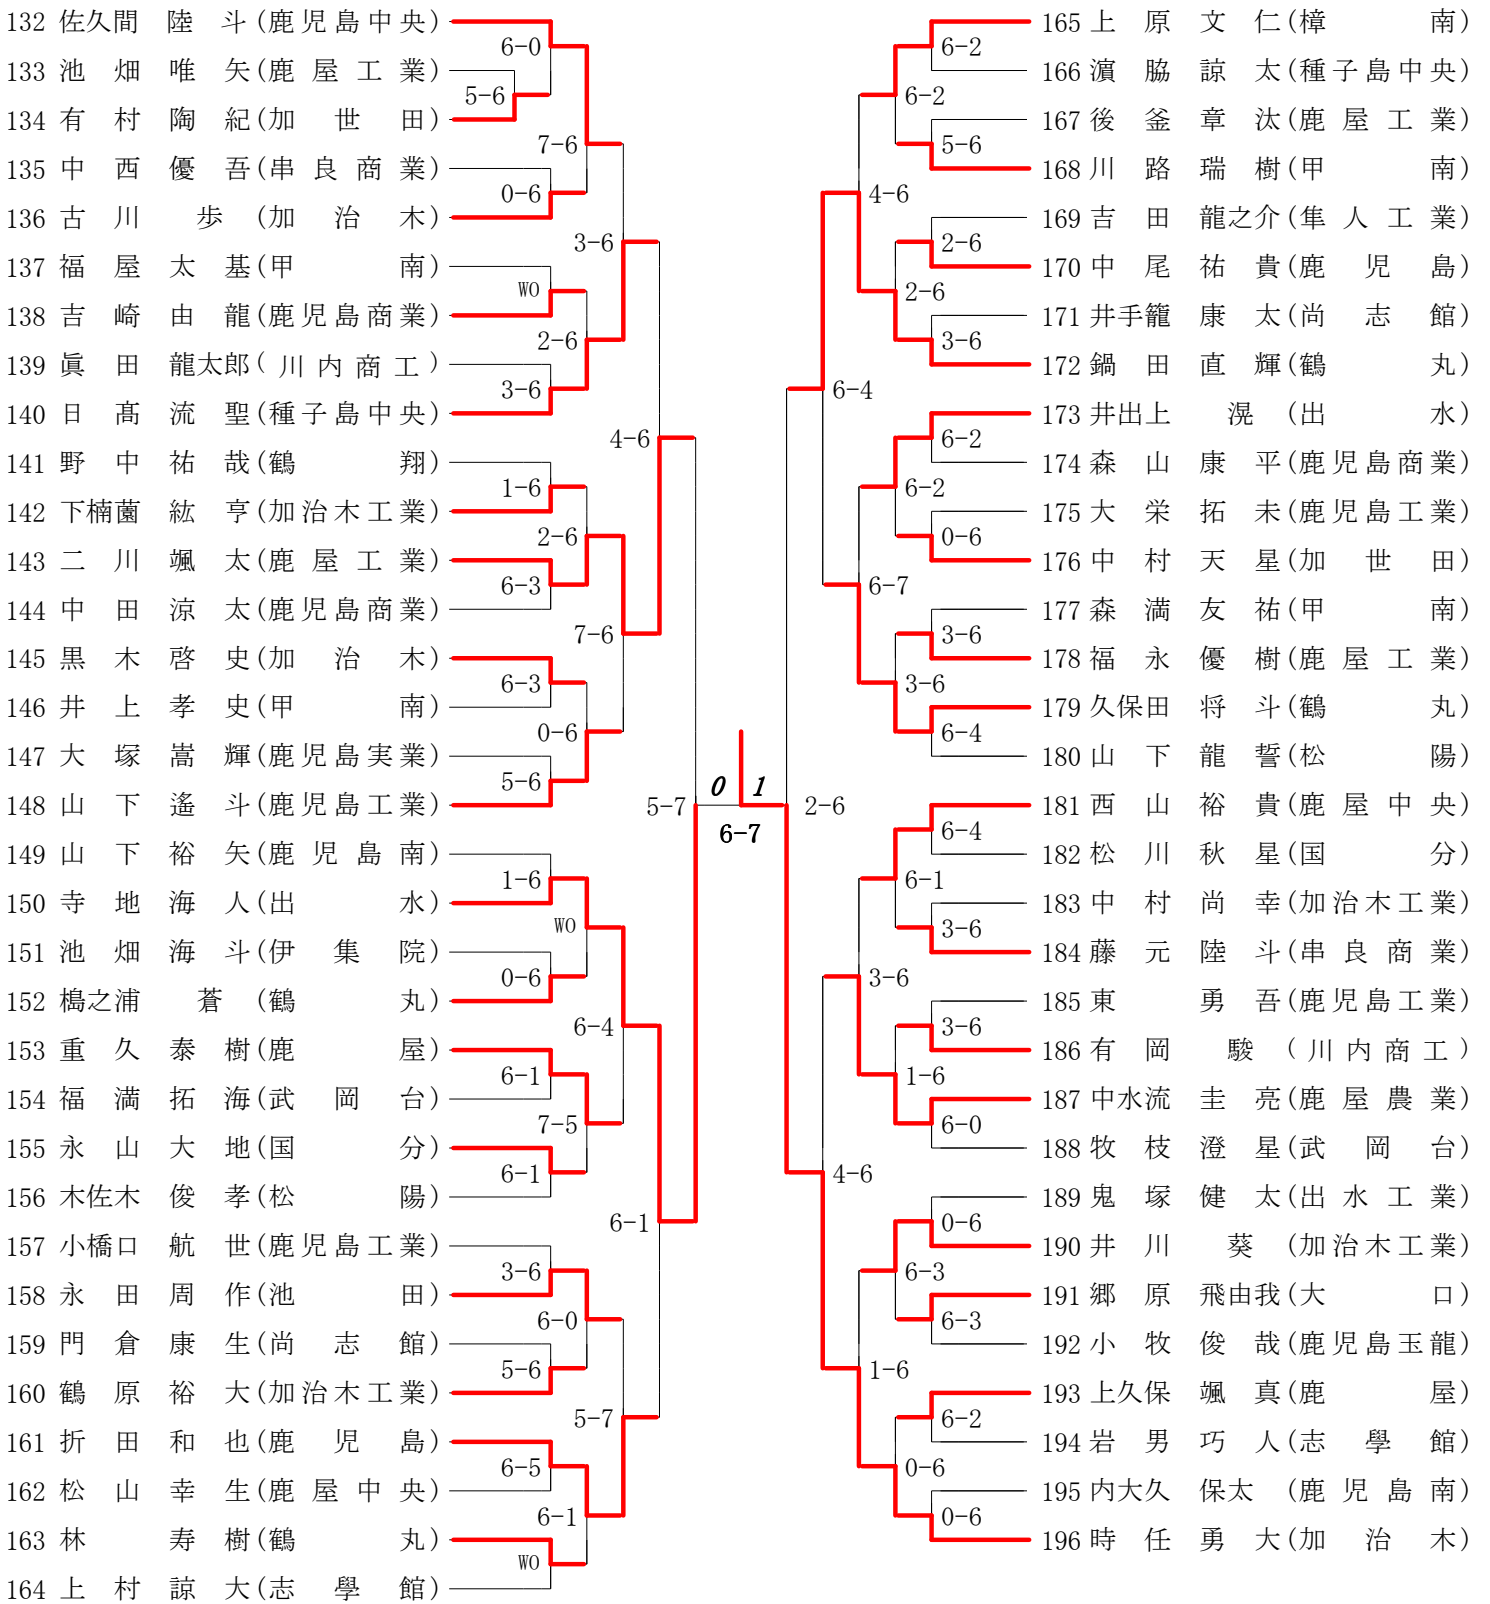 132 佐久間 陸 斗(鹿児島中央)
6-0
133 池 畑 唯 矢(鹿 屋 工 業)
5-6
134 有 村 陶 紀(加 世 田)
7-6
135 中 西 優 吾(串 良 商 業)
0-6
136 古 川 歩 (加 治 木)
3-6
137 福 屋 太 基(甲 南)
WO
138 吉 崎 由 龍(鹿児島商業)
2-6
139 眞 田 龍太郎(川内商工)
3-6
140 日 髙 流 聖(種子島中央)
4-6
141 野 中 祐 哉(鶴 翔)
1-6
142 下楠薗 紘 亨(加治木工業)
2-6
143 二 川 颯 太(鹿 屋 工 業)
6-3
144 中 田 涼 太(鹿児島商業)
7-6
145 黒 木 啓 史(加 治 木)
6-3
146 井 上 孝 史(甲 南)
0-6
147 大 塚 嵩 輝(鹿児島実業)
5-6
148 山 下 遙 斗(鹿児島工業)
5-7
149 山 下 裕 矢(鹿 児 島 南)
1-6
150 寺 地 海 人(出 水)
WO
151 池 畑 海 斗(伊 集 院)
0-6
152 樢之浦 蒼 (鶴 丸)
6-4
153 重 久 泰 樹(鹿 屋)
6-1
154 福 満 拓 海(武 岡 台)
7-5
155 永 山 大 地(国 分)
6-1
156 木佐木 俊 孝(松 陽)
6-1
157 小橋口 航 世(鹿児島工業)
3-6
158 永 田 周 作(池 田)
6-0
159 門 倉 康 生(尚 志 館)
5-6
160 鶴 原 裕 大(加治木工業)
5-7
161 折 田 和 也(鹿 児 島)
6-5
162 松 山 幸 生(鹿 屋 中 央)
6-1
163 林 寿 樹(鶴 丸)
WO
164 上 村 諒 大(志 學 館)
0 1
6-7
165 上 原 文 仁(樟 南)
6-2
166 濵 脇 諒 太(種子島中央)
6-2
167 後 釜 章 汰(鹿 屋 工 業)
5-6
168 川 路 瑞 樹(甲 南)
4-6
169 吉 田 龍之介(隼 人 工 業)
2-6
170 中 尾 祐 貴(鹿 児 島)
2-6
171 井手籠 康 太(尚 志 館)
3-6
172 鍋 田 直 輝(鶴 丸)
6-4
173 井出上 滉 (出 水)
6-2
174 森 山 康 平(鹿児島商業)
6-2
175 大 栄 拓 未(鹿児島工業)
0-6
176 中 村 天 星(加 世 田)
6-7
177 森 満 友 祐(甲 南)
3-6
178 福 永 優 樹(鹿 屋 工 業)
3-6
179 久保田 将 斗(鶴 丸)
6-4
180 山 下 龍 誓(松 陽)
2-6
181 西 山 裕 貴(鹿 屋 中 央)
6-4
182 松 川 秋 星(国 分)
6-1
183 中 村 尚 幸(加治木工業)
3-6
184 藤 元 陸 斗(串 良 商 業)
3-6
185 東 勇 吾(鹿児島工業)
3-6
186 有 岡 駿 (川内商工)
1-6
187 中水流 圭 亮(鹿 屋 農 業)
6-0
188 牧 枝 澄 星(武 岡 台)
4-6
189 鬼 塚 健 太(出 水 工 業)
0-6
190 井 川 葵 (加治木工業)
6-3
191 郷 原 飛由我(大 口)
6-3
192 小 牧 俊 哉(鹿児島玉龍)
1-6
193 上久保 颯 真(鹿 屋)
6-2
194 岩 男 巧 人(志 學 館)
0-6
195 内大久 保太 (鹿 児 島 南)
0-6
196 時 任 勇 大(加 治 木)